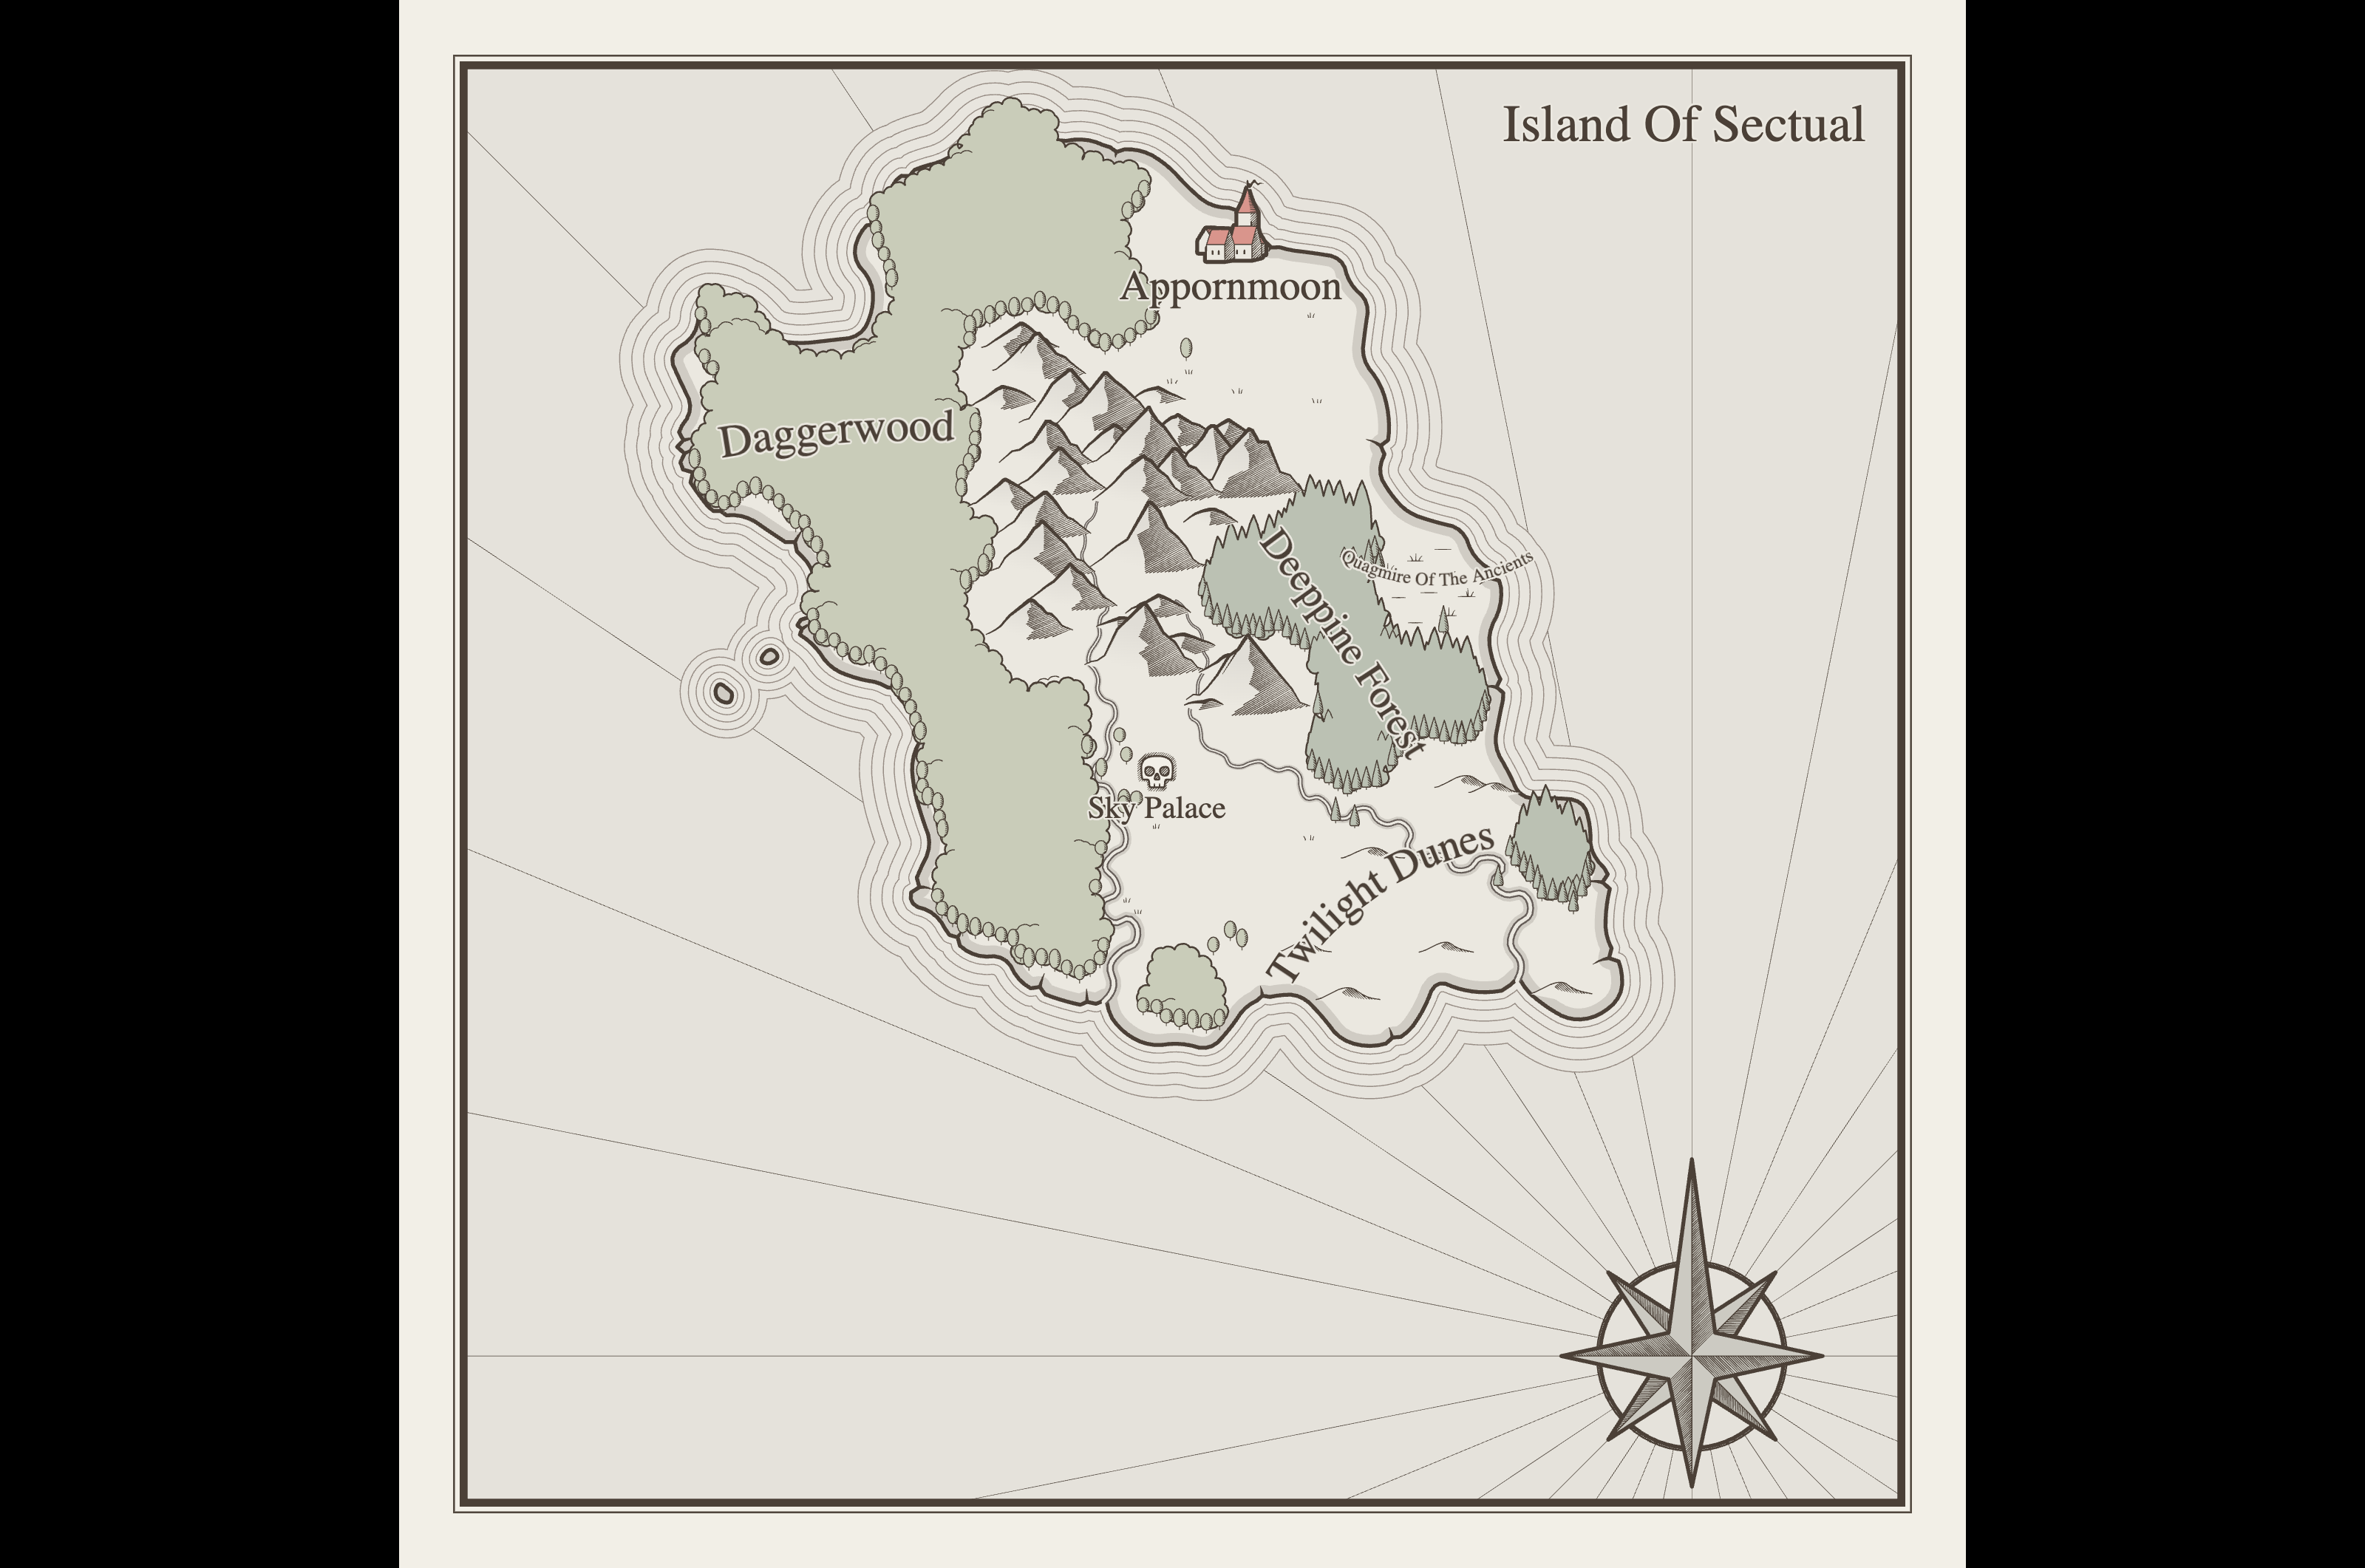 Island Of Sectual
Appornmoon
Daggerwood
Deeppine Forest
Quagmire Of The Ancients
Sky Palace
Twilight Dunes